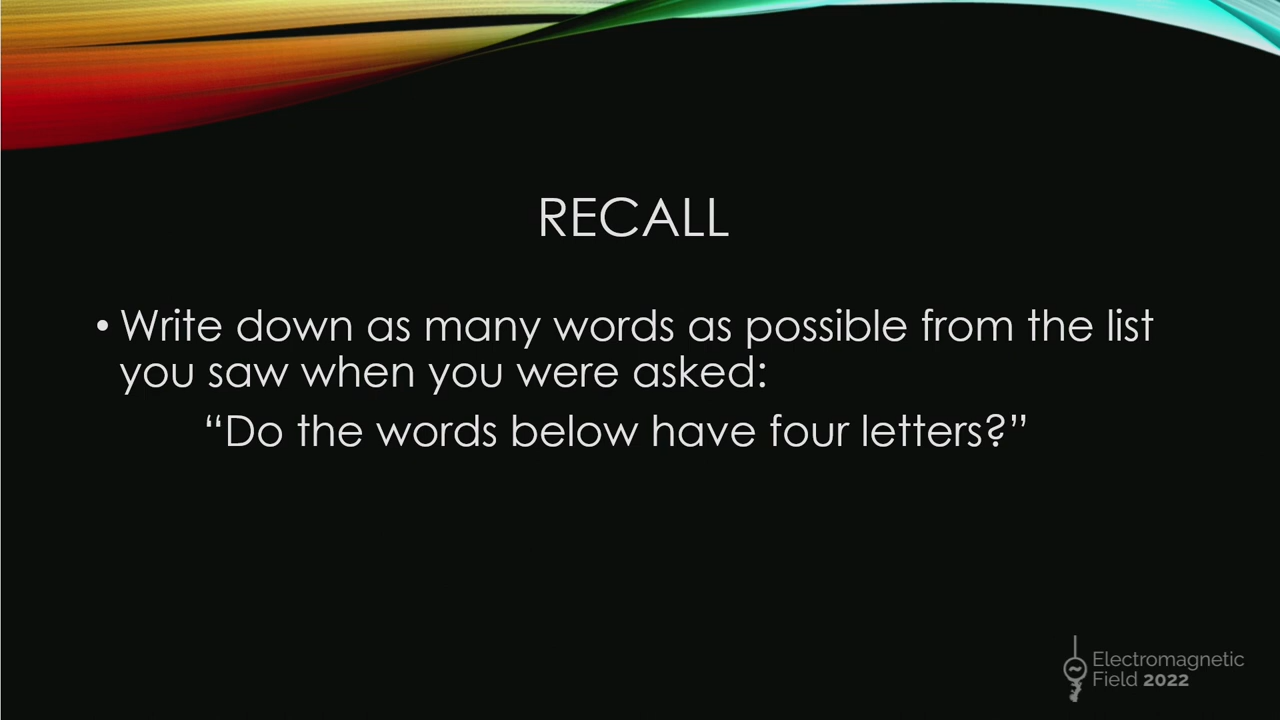 RECALL
• Write down as many words as possible from the list
you saw when you were asked:
“Do the words below have four letters?”
Electromagnetic
Field 2022